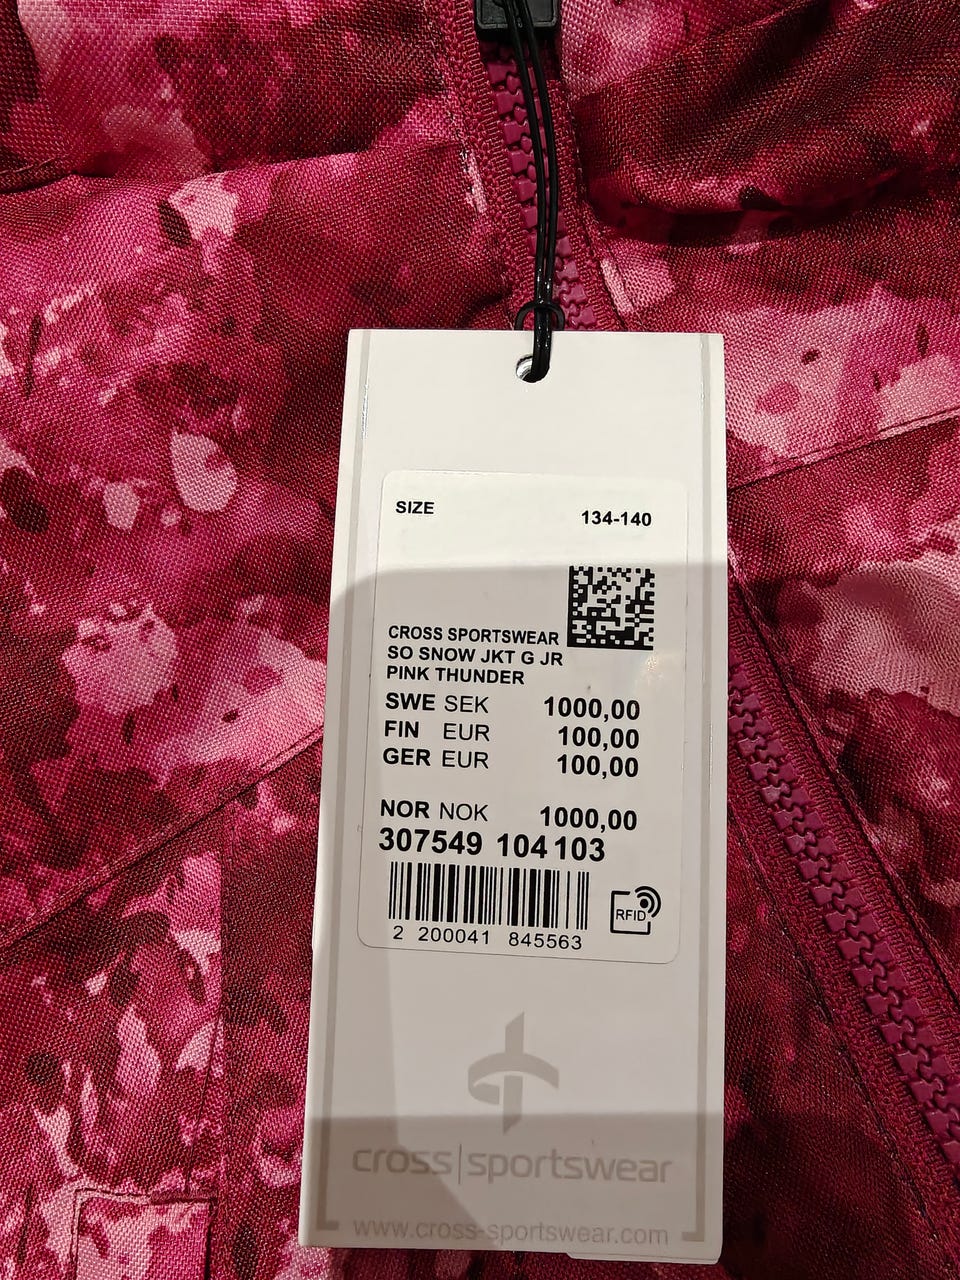 SIZE 134-140
CROSS SPORTSWEAR
SO SNOW JKT G JR
PINK THUNDER
SWE SEK 1000,00
FIN EUR 100,00
GER EUR 100,00
NOR NOK 1000,00
307549 104 103
RFID
2 200041 845563
cross|sportswear
www.cross-sportswear.com